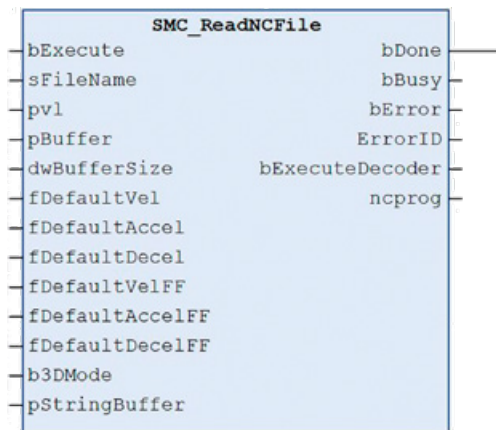 SMC_ReadNCFile
bExecute bDone
sFileName bBusy
pvl bError
pBuffer ErrorID
dwBufferSize bExecuteDecoder
fDefaultVel ncprog
fDefaultAccel
fDefaultDecel
fDefaultVelFF
fDefaultAccelFF
fDefaultDecelFF
b3DMode
pStringBuffer